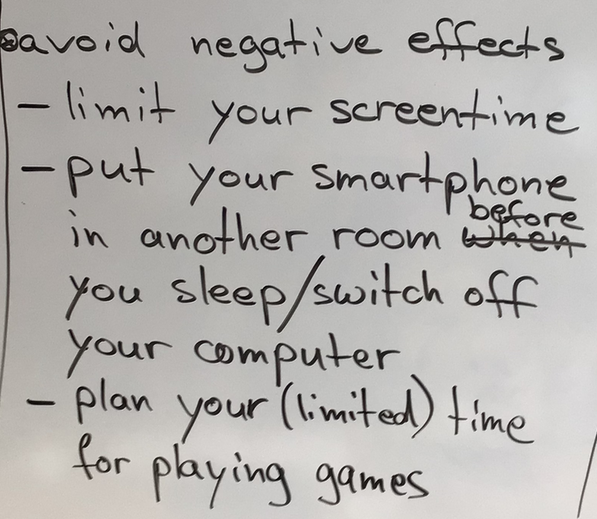 avoid negative effects
- limit your screentime
- put your smartphone
before
in another room when
you sleep/switch off
your computer
- plan your (limited) time
for playing games